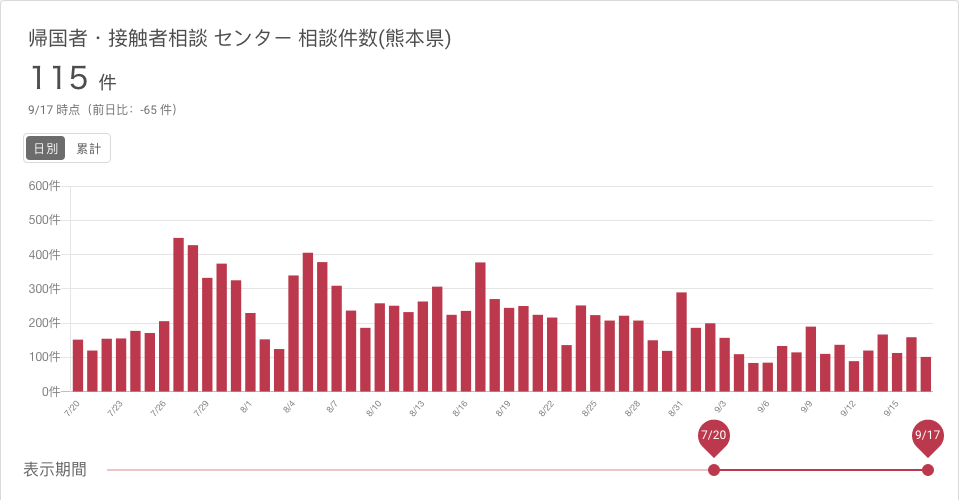 帰国者・接触者相談 センター 相談件数(熊本県)
115 件
9/17 時点（前日比：-65 件）
日別 累計
600件
500件
400件
300件
200件
100件
0件
7/20 7/23 7/26 7/29 8/1 8/4 8/7 8/10 8/13 8/16 8/19 8/22 8/25 8/28 8/31 9/3 9/6 9/9 9/12 9/15
7/20 9/17
表示期間